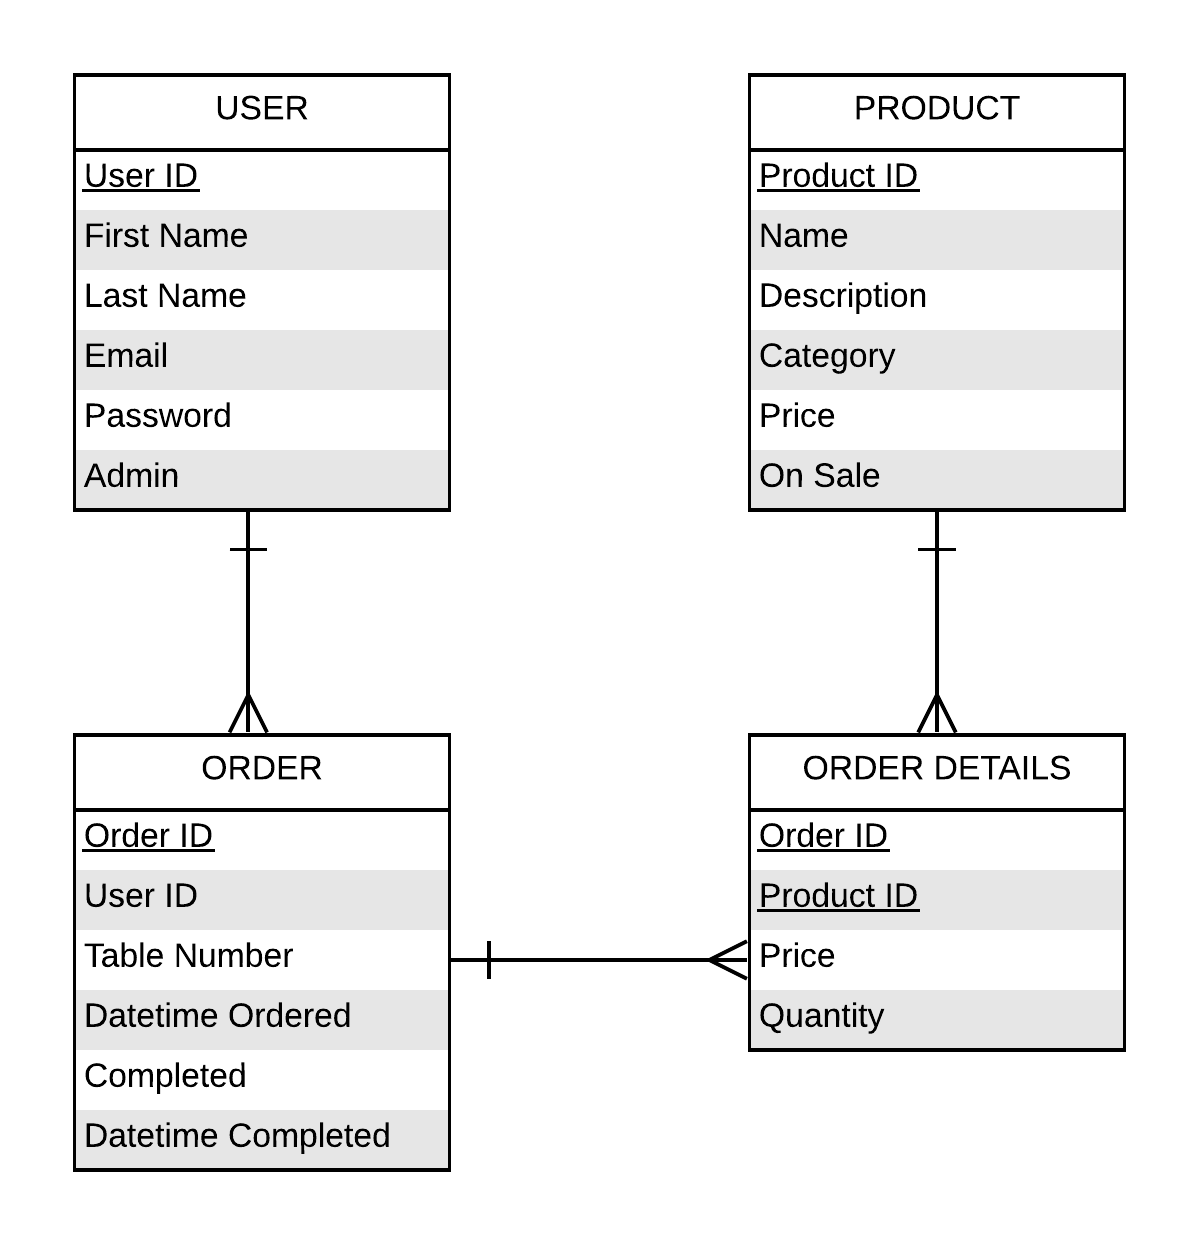 USER
User ID
First Name
Last Name
Email
Password
Admin
PRODUCT
Product ID
Name
Description
Category
Price
On Sale
ORDER
Order ID
User ID
Table Number
Datetime Ordered
Completed
Datetime Completed
ORDER DETAILS
Order ID
Product ID
Price
Quantity